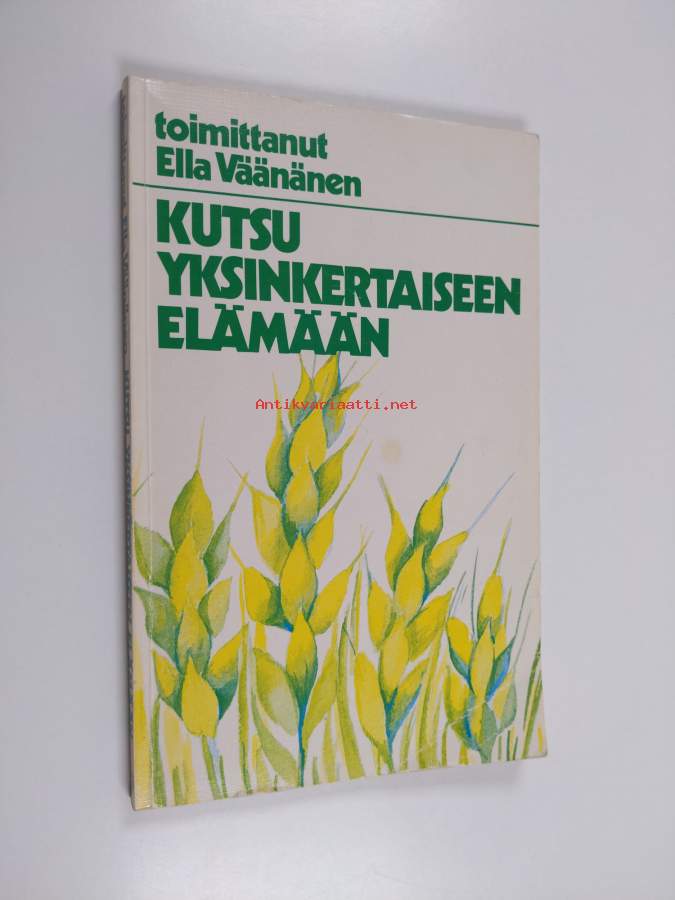 toimittanut
Ella Väänänen
KUTSU
YKSINKERTAISEEN
ELÄMÄÄN
Antikvariaatti.net